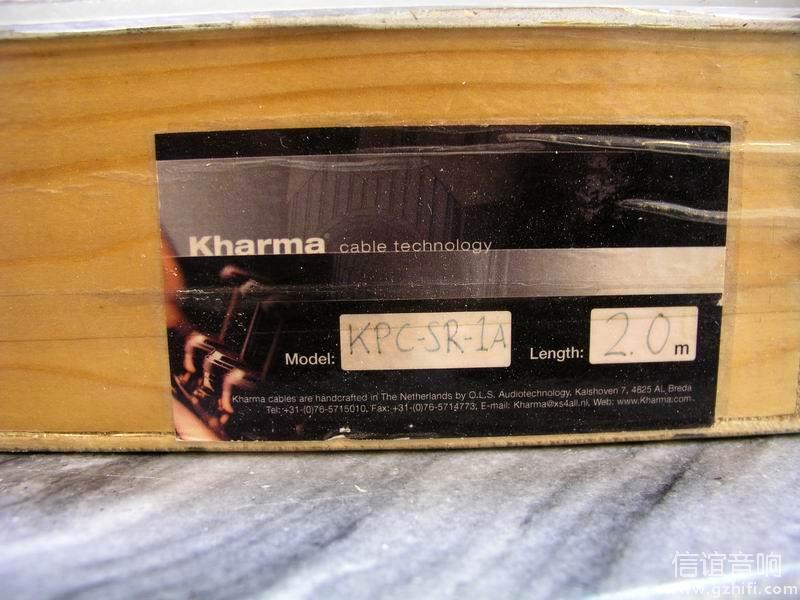 Kharma® cable technology
Model: KPC-SR-1A Length: 2.0 m
Kharma cables are handcrafted in The Netherlands by O.L.S. Audiotechnology, Kalshoven 7, 4825 AL Breda
Tel: +31-(0)76-5715010, Fax: +31-(0)76-5714773, E-mail: Kharma@xs4all.nl, Web: www.Kharma.com
信谊音响
www.gzhifi.com